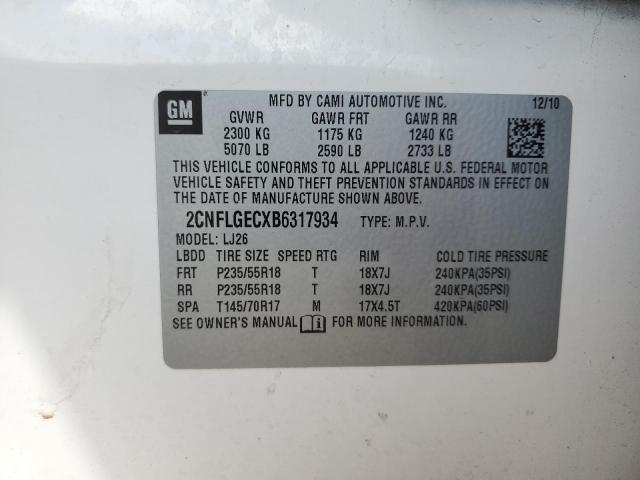 GM
MFD BY CAMI AUTOMOTIVE INC. 12/10
GVWR GAWR FRT GAWR RR
2300 KG 1175 KG 1240 KG
5070 LB 2590 LB 2733 LB
THIS VEHICLE CONFORMS TO ALL APPLICABLE U.S. FEDERAL MOTOR
VEHICLE SAFETY AND THEFT PREVENTION STANDARDS IN EFFECT ON
THE DATE OF MANUFACTURE SHOWN ABOVE.
2CNFLGECXB6317934 TYPE: M.P.V.
MODEL: LJ26
LBDD TIRE SIZE SPEED RTG RIM COLD TIRE PRESSURE
FRT P235/55R18 T 18X7J 240KPA(35PSI)
RR P235/55R18 T 18X7J 240KPA(35PSI)
SPA T145/70R17 M 17X4.5T 420KPA(60PSI)
SEE OWNER'S MANUAL i FOR MORE INFORMATION.